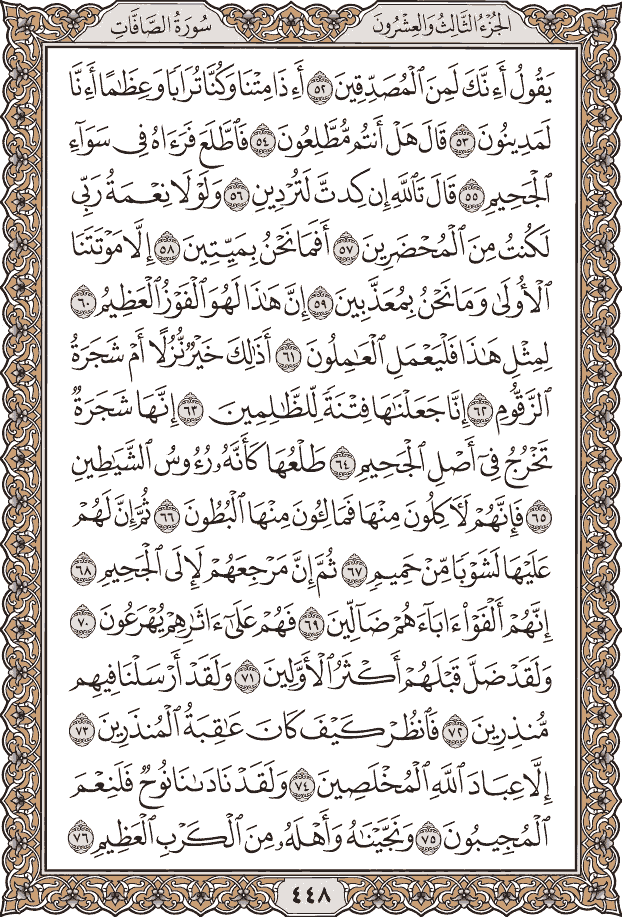 الجُزْءُ الثَّالِثُ وَالعِشْرُونَ
سُورَةُ الصَّافَّاتِ
يَقُولُ أَءِنَّكَ لَمِنَ ٱلْمُصَدِّقِينَ ٥٢ أَءِذَا مِتْنَا وَكُنَّا تُرَابًا وَعِظَٰمًا أَءِنَّا
لَمَدِينُونَ ٥٣ قَالَ هَلْ أَنتُم مُّطَّلِعُونَ ٥٤ فَٱطَّلَعَ فَرَءَاهُ فِى سَوَآءِ
ٱلْجَحِيمِ ٥٥ قَالَ تَٱللَّهِ إِن كِدتَّ لَتُرْدِينِ ٥٦ وَلَوْلَا نِعْمَةُ رَبِّى
لَكُنتُ مِنَ ٱلْمُحْضَرِينَ ٥٧ أَفَمَا نَحْنُ بِمَيِّتِينَ ٥٨ إِلَّا مَوْتَتَنَا
ٱلْأُولَىٰ وَمَا نَحْنُ بِمُعَذَّبِينَ ٥٩ إِنَّ هَٰذَا لَهُوَ ٱلْفَوْزُ ٱلْعَظِيمُ ٦٠
لِمِثْلِ هَٰذَا فَلْيَعْمَلِ ٱلْعَٰمِلُونَ ٦١ أَذَٰلِكَ خَيْرٌ نُّزُلًا أَمْ شَجَرَةُ
ٱلزَّقُّومِ ٦٢ إِنَّا جَعَلْنَٰهَا فِتْنَةً لِّلظَّٰلِمِينَ ٦٣ إِنَّهَا شَجَرَةٌ
تَخْرُجُ فِىٓ أَصْلِ ٱلْجَحِيمِ ٦٤ طَلْعُهَا كَأَنَّهُۥ رُءُوسُ ٱلشَّيَٰطِينِ
٦٥ فَإِنَّهُمْ لَءَاكِلُونَ مِنْهَا فَمَالِـُٔونَ مِنْهَا ٱلْبُطُونَ ٦٦ ثُمَّ إِنَّ لَهُمْ
عَلَيْهَا لَشَوْبًا مِّنْ حَمِيمٍ ٦٧ ثُمَّ إِنَّ مَرْجِعَهُمْ لَإِلَى ٱلْجَحِيمِ ٦٨
إِنَّهُمْ أَلْفَوْا۟ ءَابَآءَهُمْ ضَآلِّينَ ٦٩ فَهُمْ عَلَىٰٓ ءَاثَٰرِهِمْ يُهْرَعُونَ ٧٠
وَلَقَدْ ضَلَّ قَبْلَهُمْ أَكْثَرُ ٱلْأَوَّلِينَ ٧١ وَلَقَدْ أَرْسَلْنَا فِيهِم
مُّنذِرِينَ ٧٢ فَٱنظُرْ كَيْفَ كَانَ عَٰقِبَةُ ٱلْمُنذَرِينَ ٧٣
إِلَّا عِبَادَ ٱللَّهِ ٱلْمُخْلَصِينَ ٧٤ وَلَقَدْ نَادَىٰنَا نُوحٌ فَلَنِعْمَ
ٱلْمُجِيبُونَ ٧٥ وَنَجَّيْنَٰهُ وَأَهْلَهُۥ مِنَ ٱلْكَرْبِ ٱلْعَظِيمِ ٧٦
٤٤٨